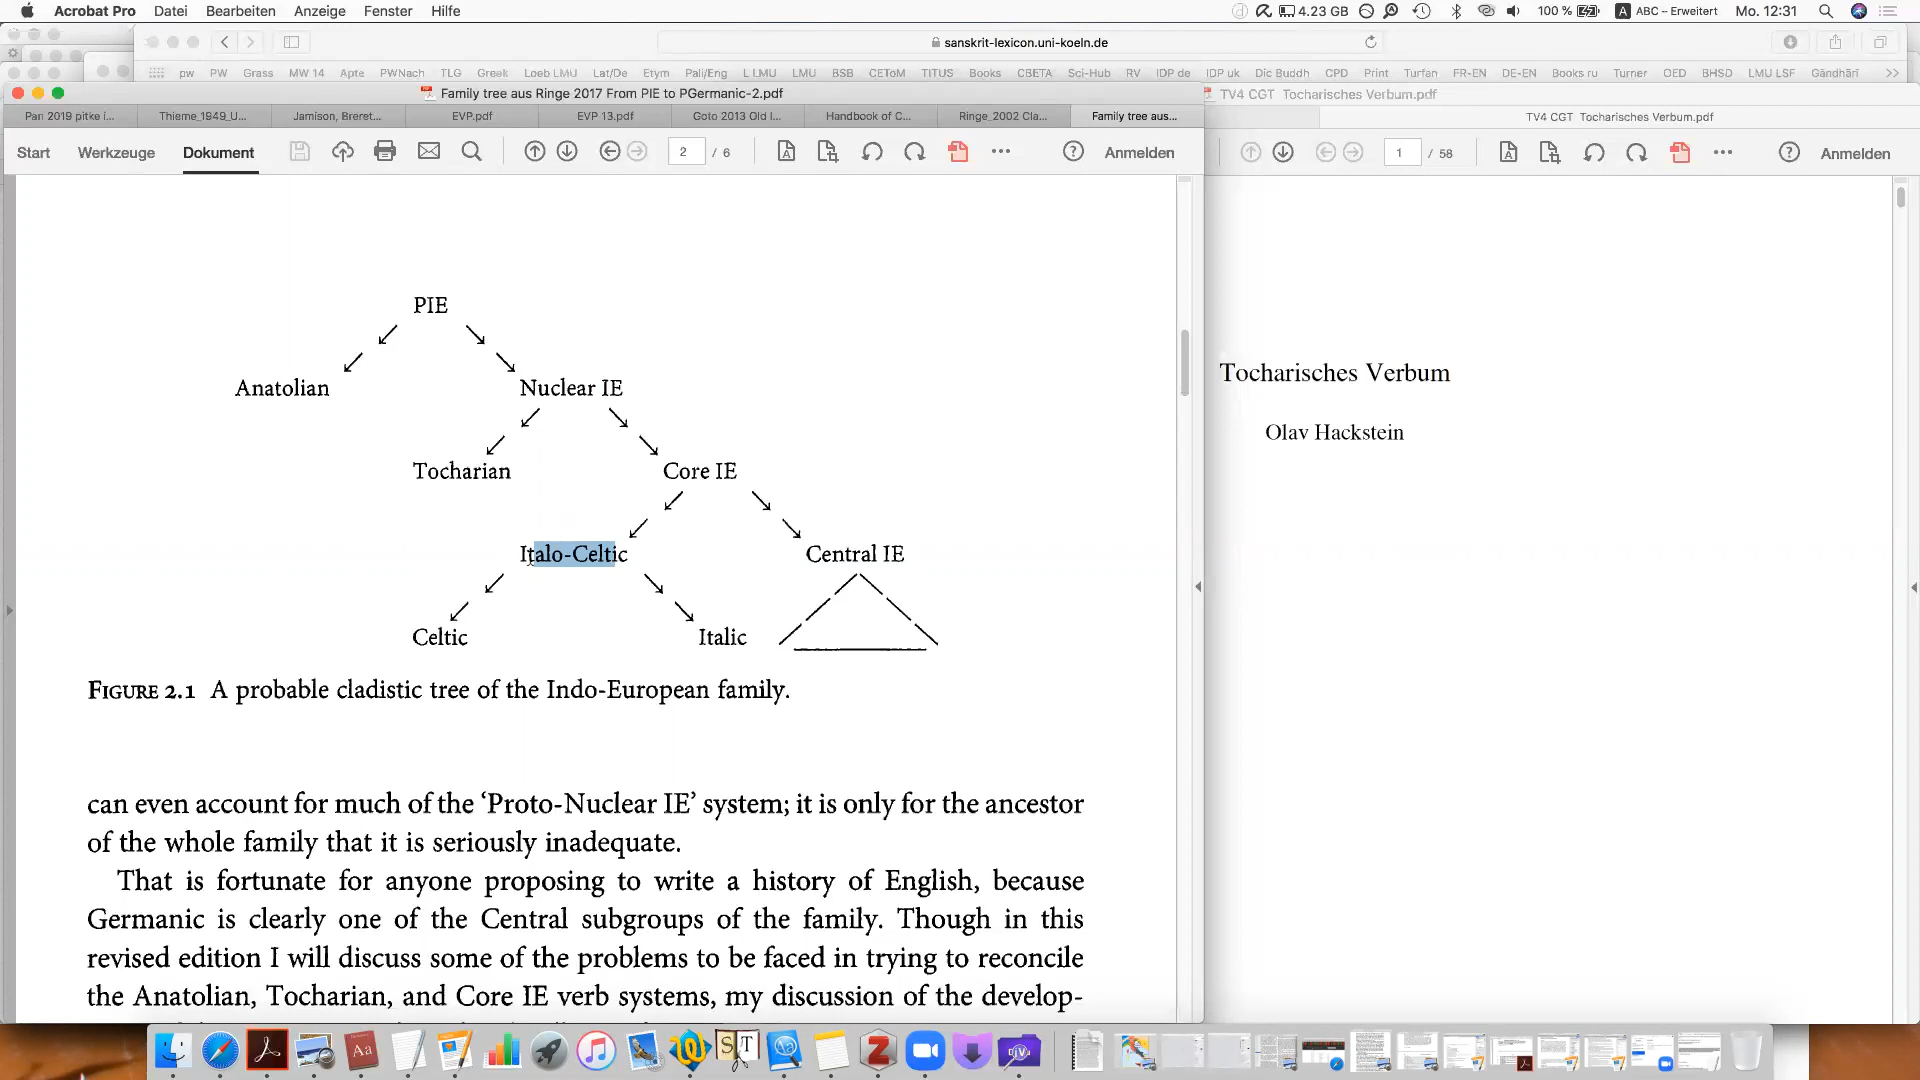 Acrobat Pro Datei Bearbeiten Anzeige Fenster Hilfe
4.23 GB 100 % A ABC – Erweitert Mo. 12:31
sanskrit-lexicon.uni-koeln.de
pw PW Grass MW 14 Apte PWNach TLG Greek Loeb LMU Lat/De Etym Pali/Eng L LMU LMU BSB CEToM TITUS Books CBETA Sci-Hub RV IDP de IDP uk Dic Buddh CPD Print Turfan FR-EN DE-EN Books ru Turner OED BHSD LMU LSF Gāndhārī
Family tree aus Ringe 2017 From PIE to PGermanic-2.pdf
TV4 CGT Tocharisches Verbum.pdf
Pan 2019 pitke i... Thieme_1949_U... Jamison, Breret... EVP.pdf EVP 13.pdf Goto 2013 Old I... Handbook of C... Ringe_2002 Cla... Family tree aus...
TV4 CGT Tocharisches Verbum.pdf
Start Werkzeuge Dokument 2 / 6 Anmelden
1 / 58 Anmelden
PIE
Anatolian Nuclear IE
Tocharian Core IE
Italo-Celtic Central IE
Celtic Italic
FIGURE 2.1 A probable cladistic tree of the Indo-European family.
can even account for much of the ‘Proto-Nuclear IE’ system; it is only for the ancestor
of the whole family that it is seriously inadequate.
That is fortunate for anyone proposing to write a history of English, because
Germanic is clearly one of the Central subgroups of the family. Though in this
revised edition I will discuss some of the problems to be faced in trying to reconcile
the Anatolian, Tocharian, and Core IE verb systems, my discussion of the develop-
Tocharisches Verbum
Olav Hackstein